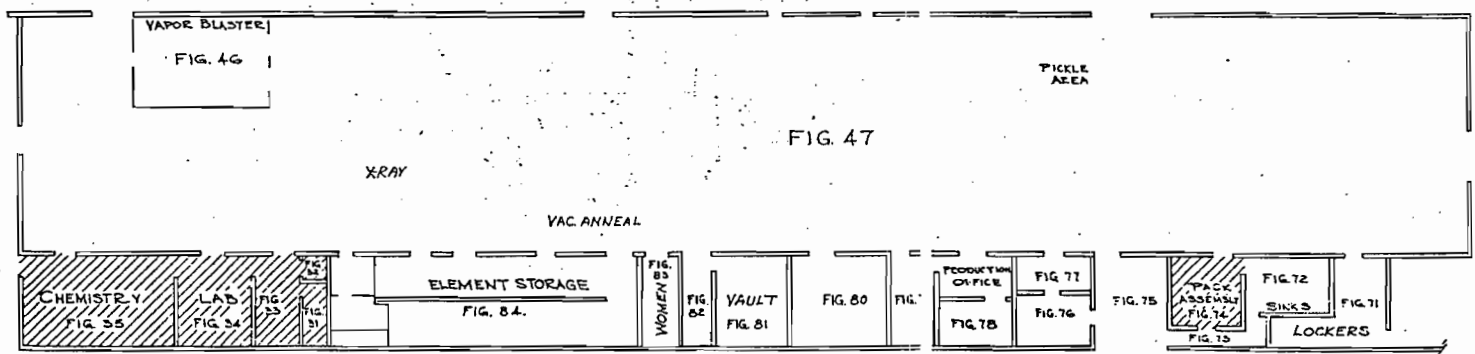 VAPOR BLASTER
FIG. 46
PICKLE
AREA
FIG. 47
X-RAY
VAC. ANNEAL
CHEMISTRY
FIG. 35
LAB
FIG. 34
FIG.
33
FIG.
32
FIG.
31
ELEMENT STORAGE
FIG. 84.
FIG.
83
WOMEN
FIG.
82
VAULT
FIG. 81
FIG. 80
FIG.
PRODUCTION
OFFICE
FIG. 78
FIG. 77
FIG. 76
FIG. 75
PACK
ASSEMBLY
FIG. 74
FIG. 73
FIG. 72
SINKS
FIG. 71
LOCKERS